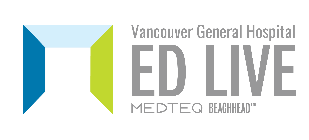 Vancouver General Hospital
ED LIVE
MEDTEQ BEACHHEAD™